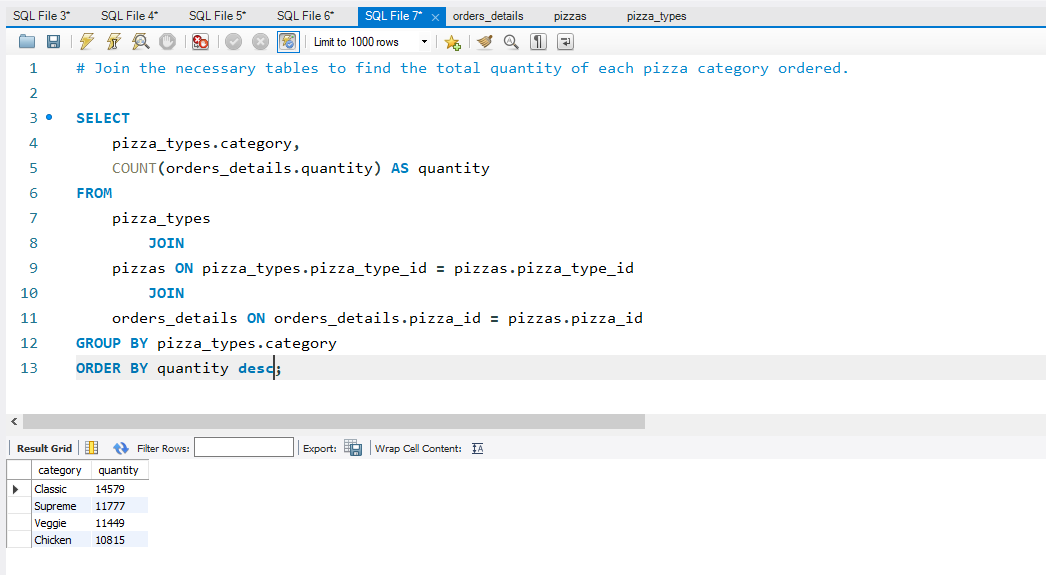 SQL File 3* SQL File 4* SQL File 5* SQL File 6* SQL File 7* orders_details pizzas pizza_types
Limit to 1000 rows
1 # Join the necessary tables to find the total quantity of each pizza category ordered.
2
3 SELECT
4 pizza_types.category,
5 COUNT(orders_details.quantity) AS quantity
6 FROM
7 pizza_types
8 JOIN
9 pizzas ON pizza_types.pizza_type_id = pizzas.pizza_type_id
10 JOIN
11 orders_details ON orders_details.pizza_id = pizzas.pizza_id
12 GROUP BY pizza_types.category
13 ORDER BY quantity desc;
Result Grid Filter Rows: Export: Wrap Cell Content: IA
category quantity
Classic 14579
Supreme 11777
Veggie 11449
Chicken 10815